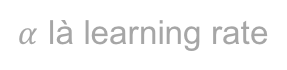 𝛼 là learning rate